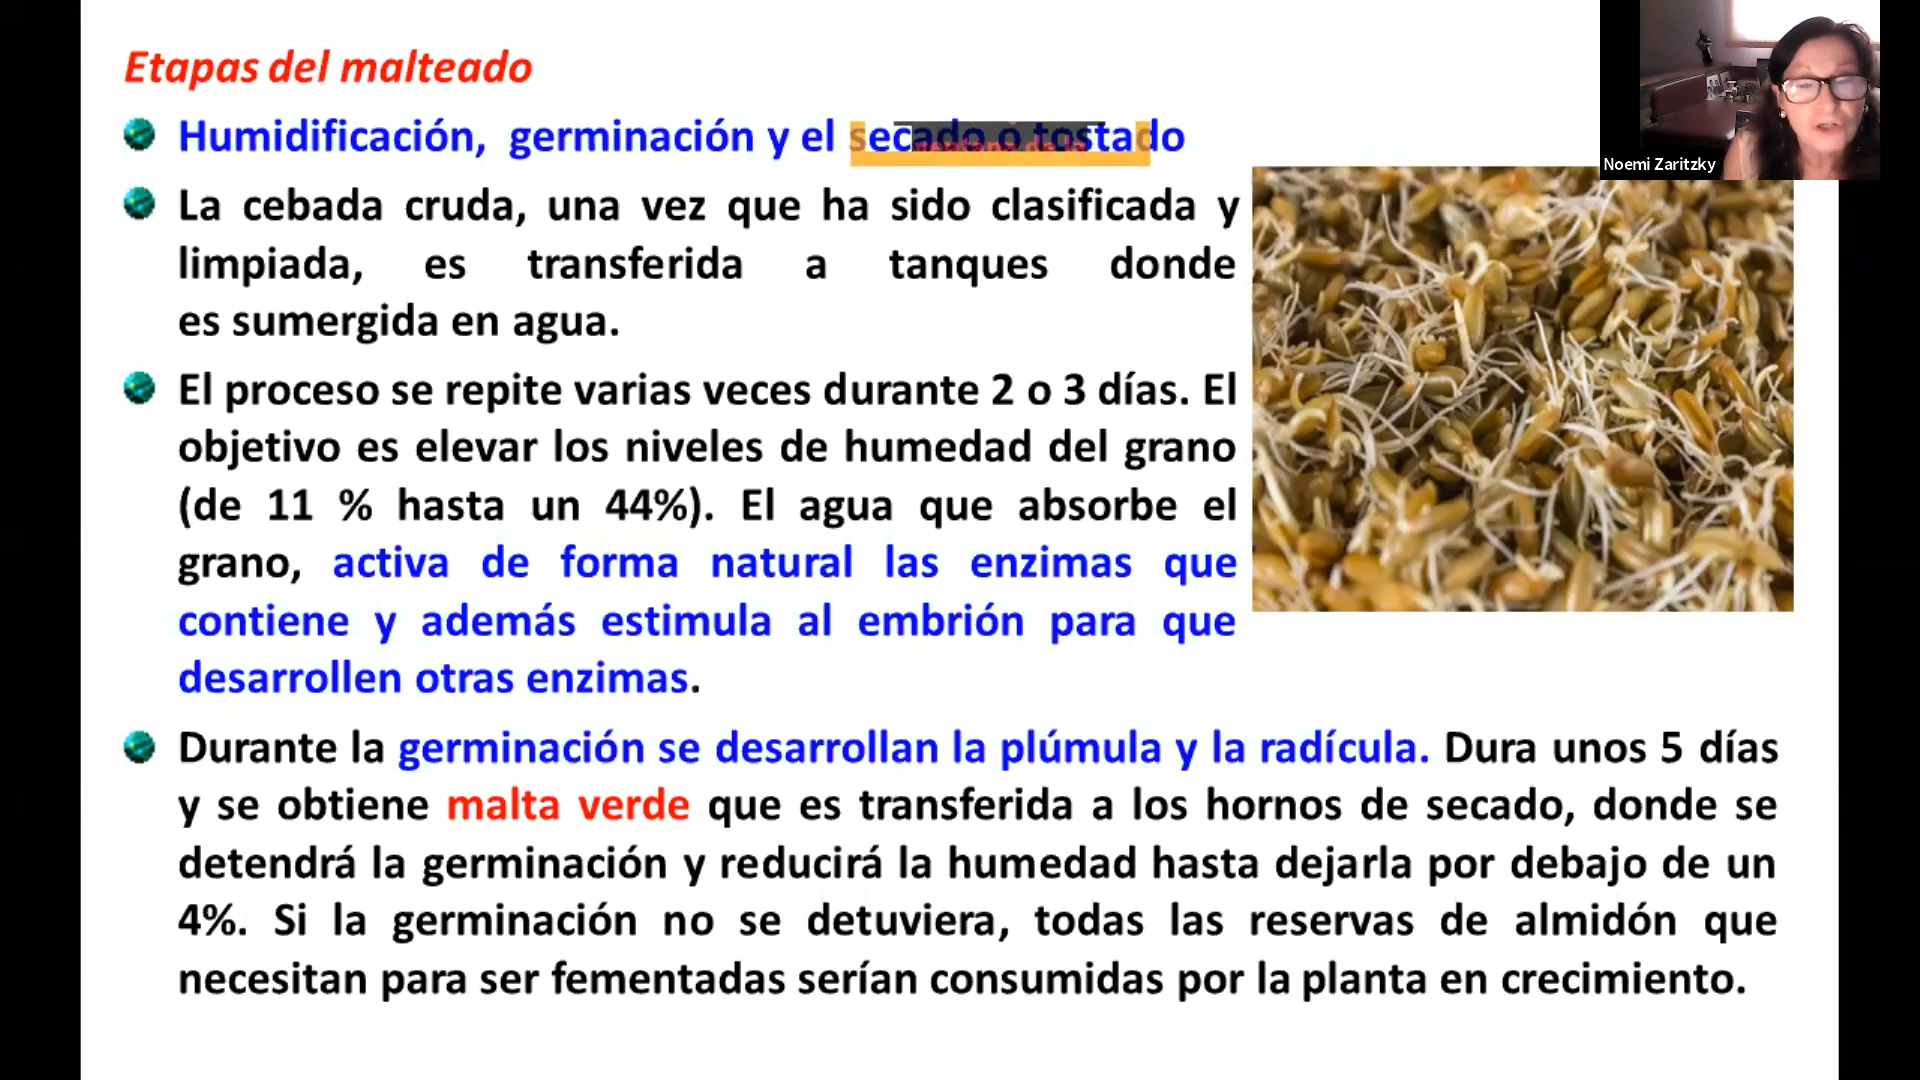 Etapas del malteado
Humidificación, germinación y el secado o tostado
La cebada cruda, una vez que ha sido clasificada y
limpiada, es transferida a tanques donde
es sumergida en agua.
El proceso se repite varias veces durante 2 o 3 días. El
objetivo es elevar los niveles de humedad del grano
(de 11 % hasta un 44%). El agua que absorbe el
grano, activa de forma natural las enzimas que
contiene y además estimula al embrión para que
desarrollen otras enzimas.
Durante la germinación se desarrollan la plúmula y la radícula. Dura unos 5 días
y se obtiene malta verde que es transferida a los hornos de secado, donde se
detendrá la germinación y reducirá la humedad hasta dejarla por debajo de un
4%. Si la germinación no se detuviera, todas las reservas de almidón que
necesitan para ser fementadas serían consumidas por la planta en crecimiento.
Noemi Zaritzky